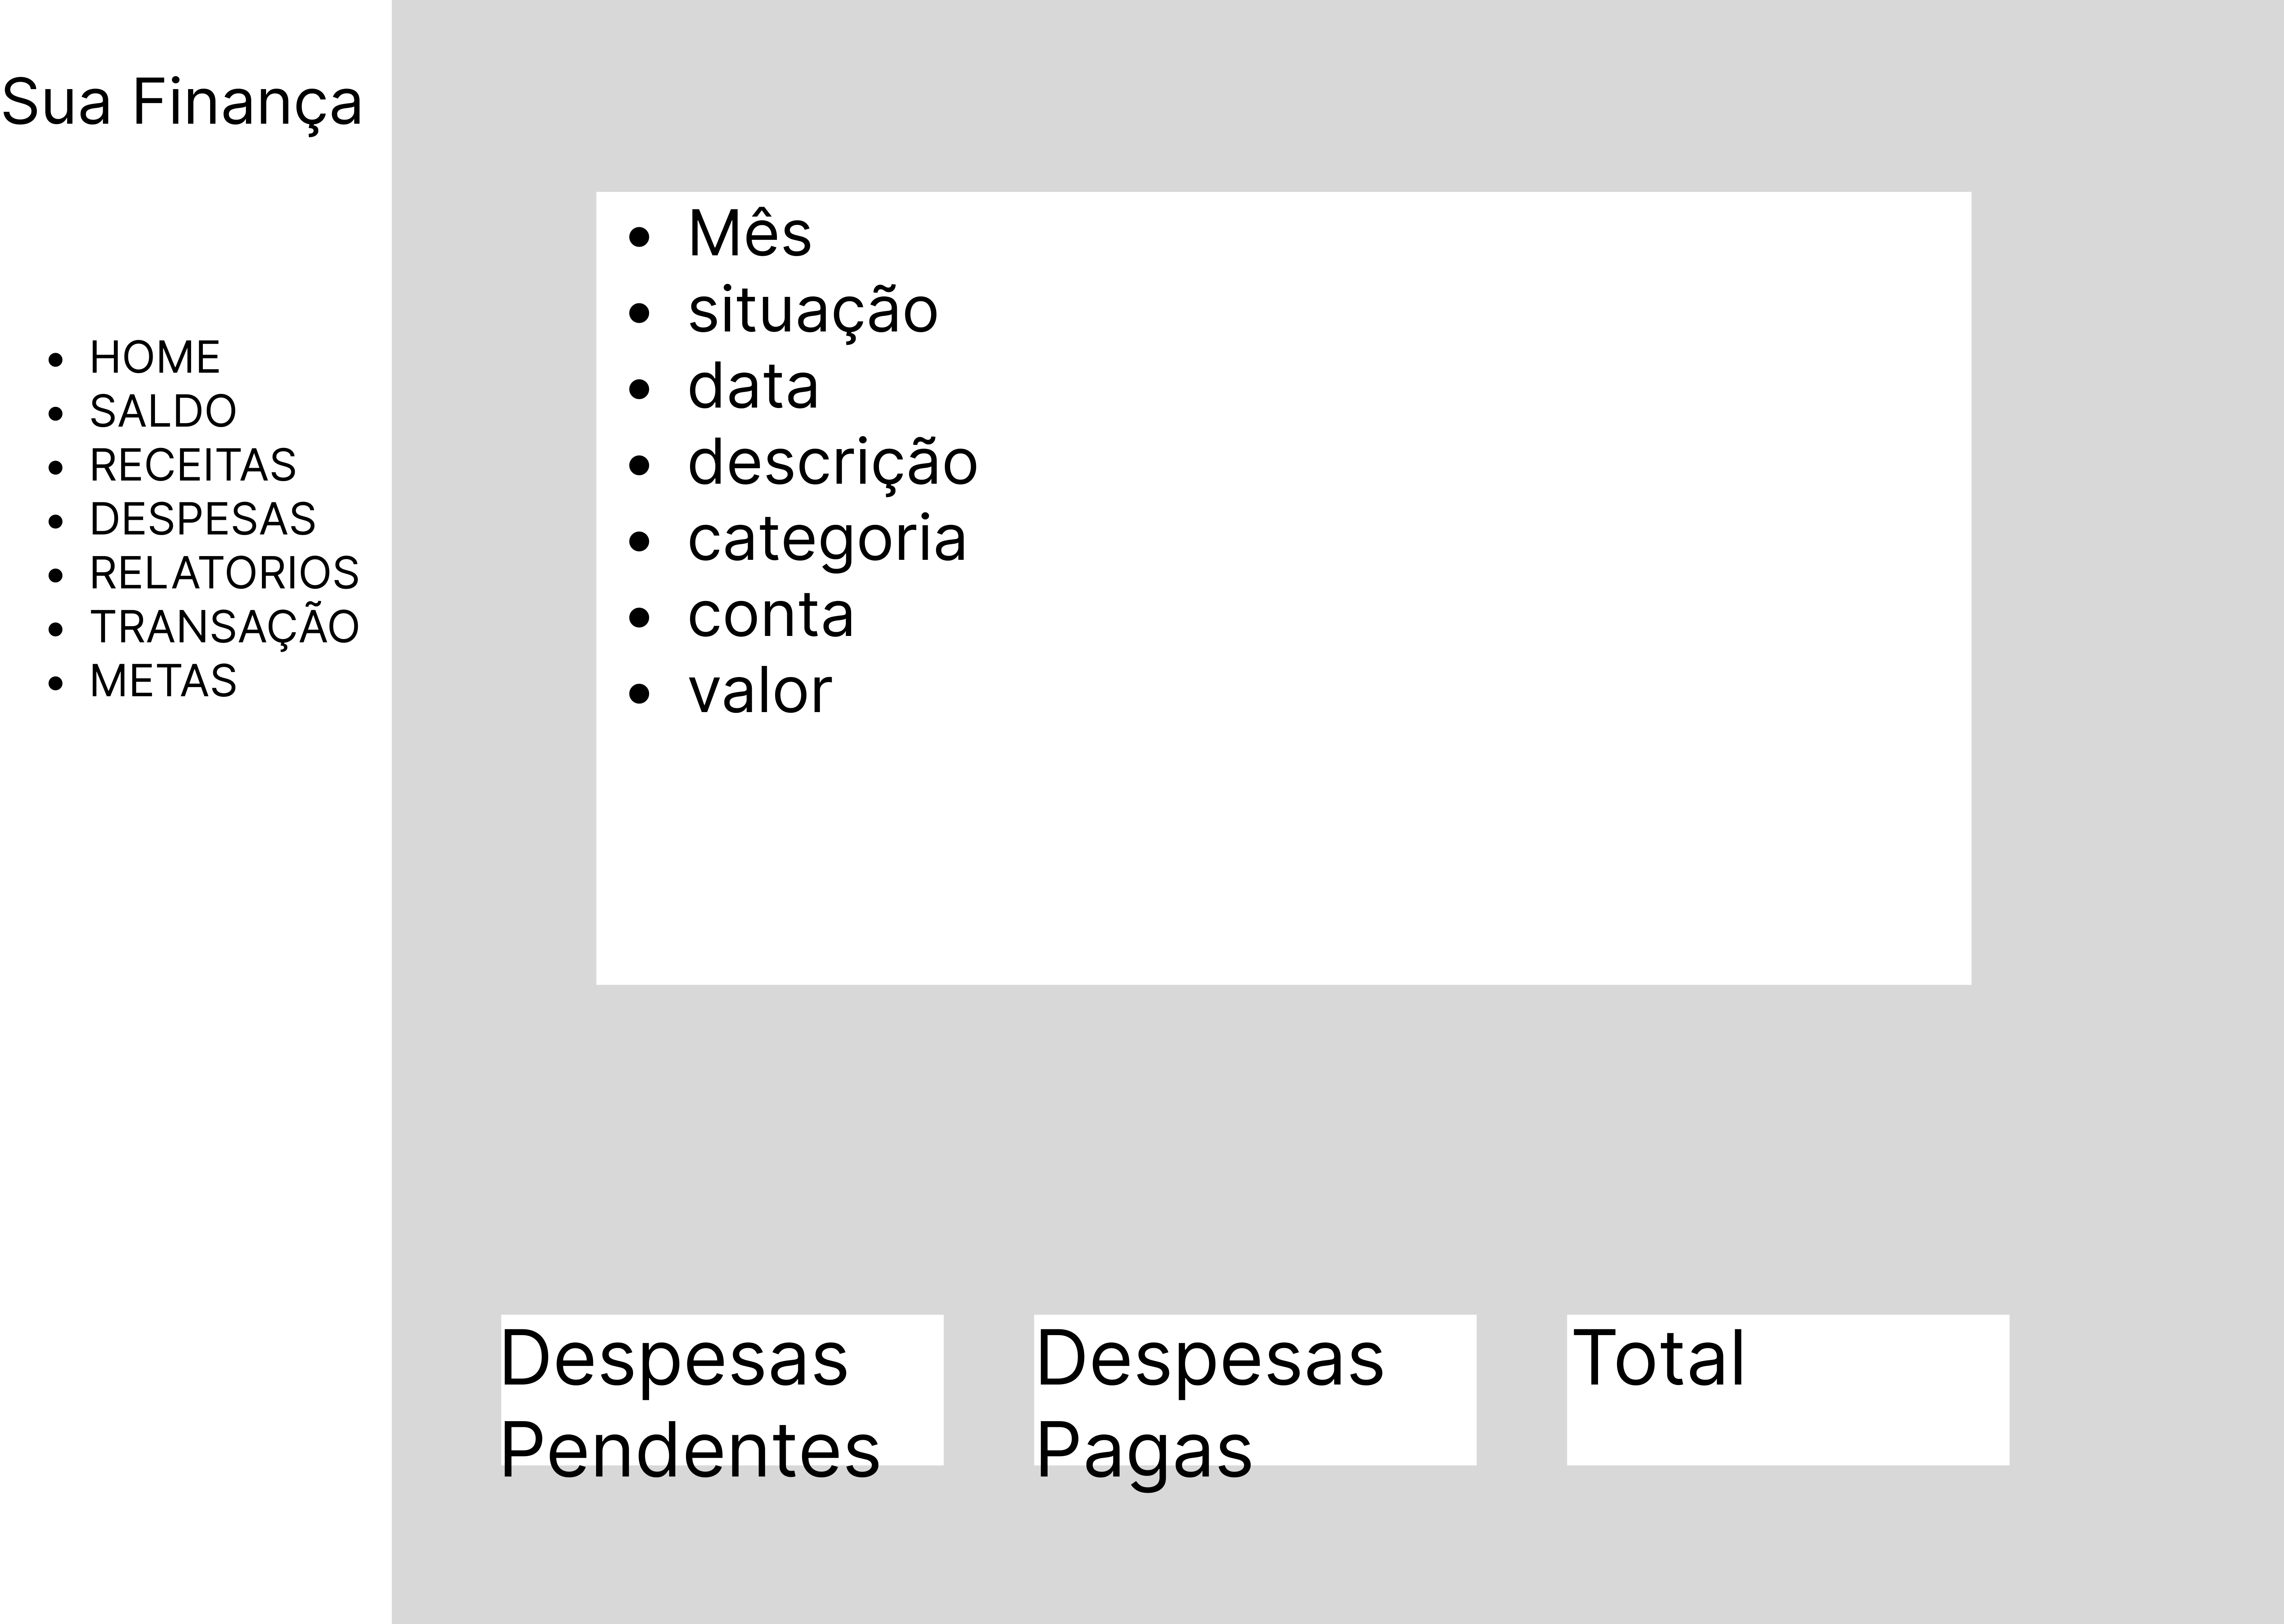 Sua Finança
HOME
SALDO
RECEITAS
DESPESAS
RELATORIOS
TRANSAÇÃO
METAS
Mês
situação
data
descrição
categoria
conta
valor
Despesas
Pendentes
Despesas
Pagas
Total